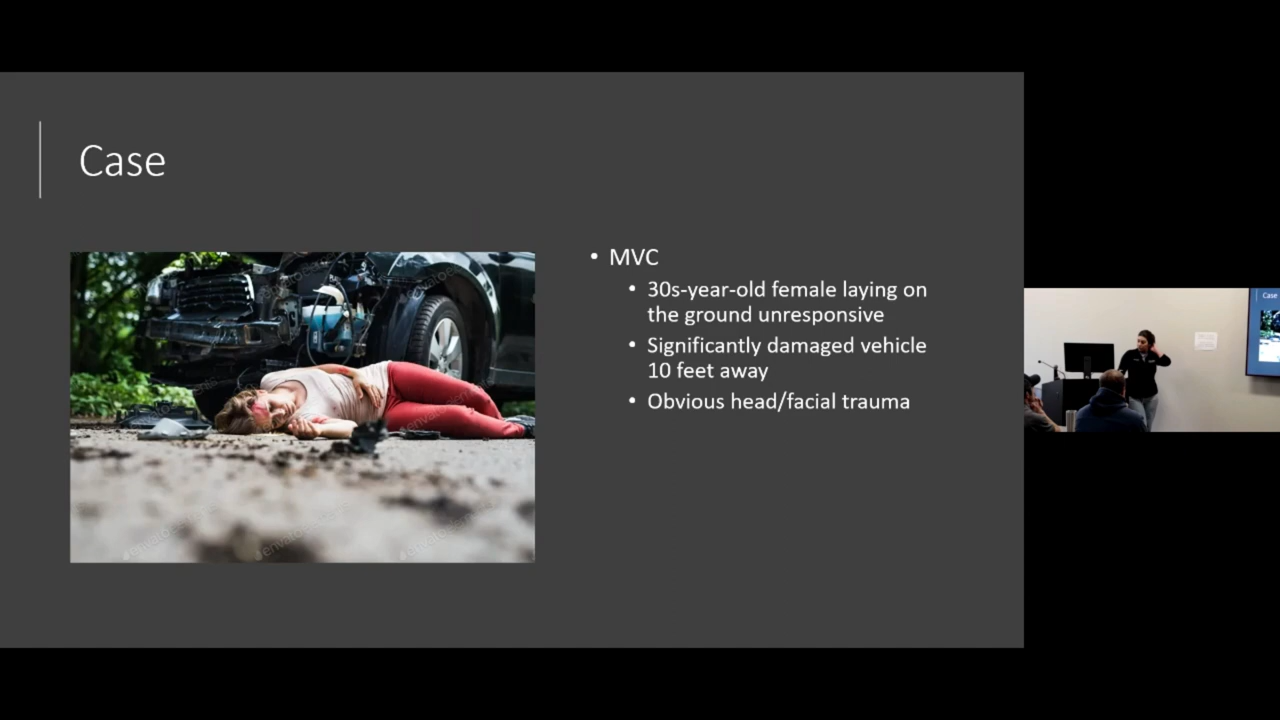 Case
• MVC
• 30s-year-old female laying on
the ground unresponsive
• Significantly damaged vehicle
10 feet away
• Obvious head/facial trauma
Case